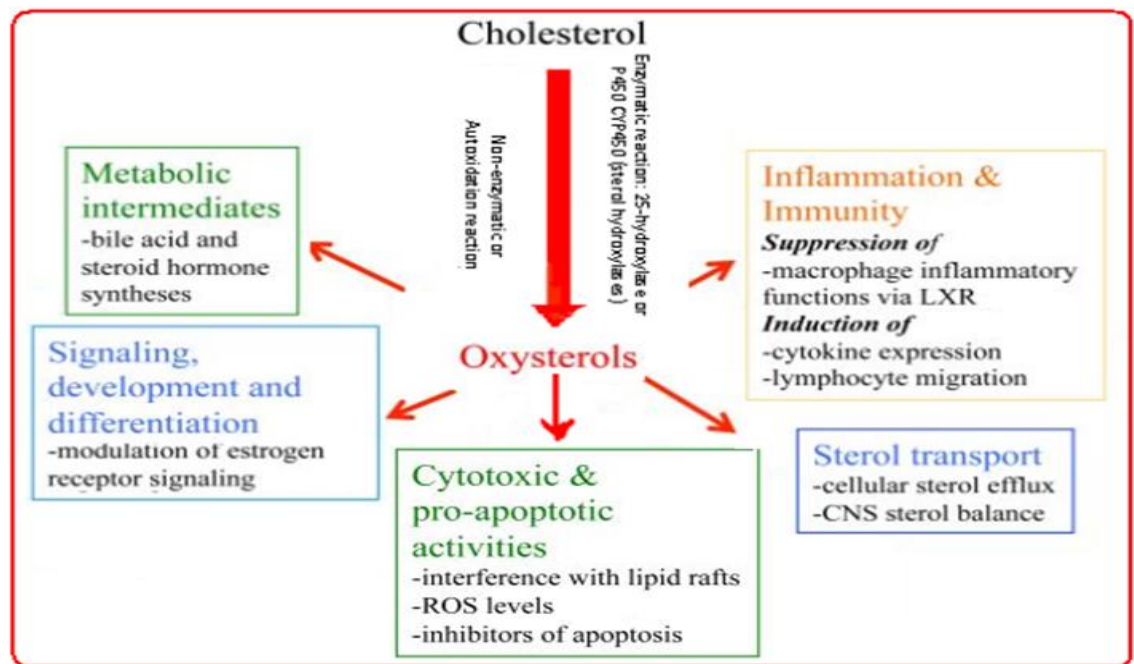 Cholesterol
Non-enzymatic or
Autoxidation reaction
Enzymatic reaction: 25-hydroxylase or
P450 CYP450 (sterol hydroxylases)
Metabolic
intermediates
-bile acid and
steroid hormone
syntheses
Inflammation &
Immunity
Suppression of
-macrophage inflammatory
functions via LXR
Induction of
-cytokine expression
-lymphocyte migration
Oxysterols
Signaling,
development and
differentiation
-modulation of estrogen
receptor signaling
Cytotoxic &
pro-apoptotic
activities
-interference with lipid rafts
-ROS levels
-inhibitors of apoptosis
Sterol transport
-cellular sterol efflux
-CNS sterol balance